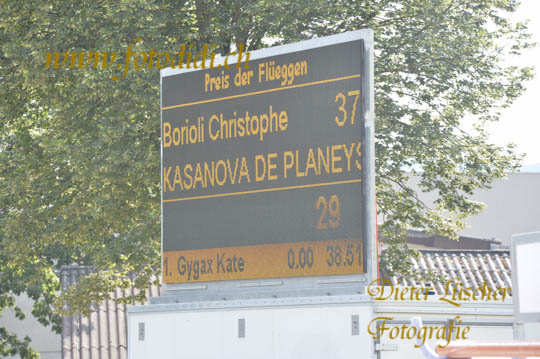 www.fotodidi.ch
Preis der Flüeggen
Borioli Christophe 37
KASANOVA DE PLANEYS
29
1. Gygax Kate 0.00 38.51
Dieter Lüscher
Fotografie